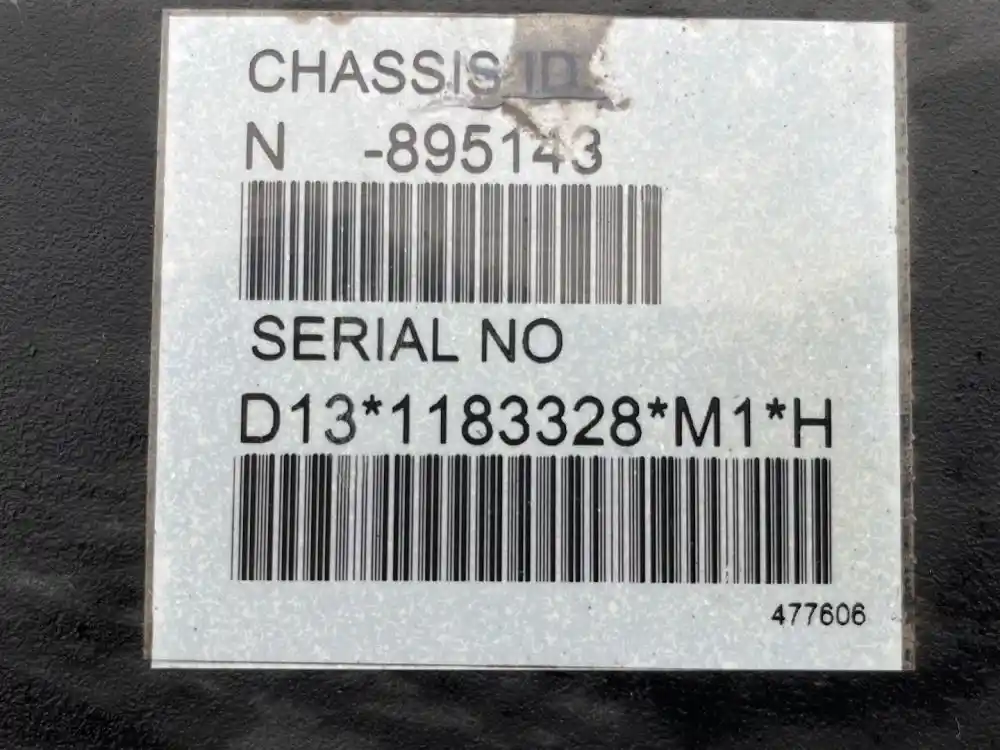 CHASSIS ID
N -895143
SERIAL NO
D13*1183328*M1*H
477606